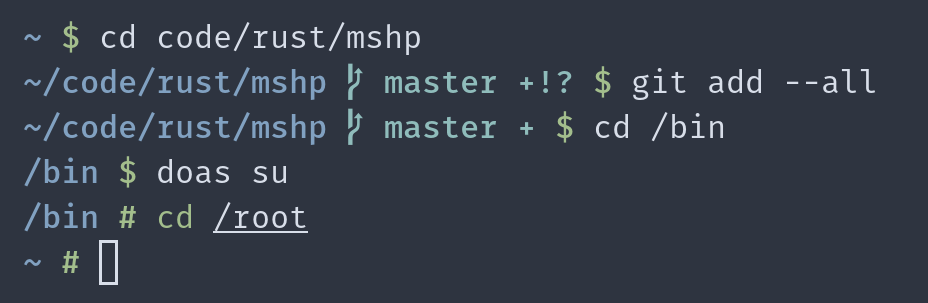 ~ $ cd code/rust/mshp
~/code/rust/mshp  master +!? $ git add --all
~/code/rust/mshp  master + $ cd /bin
/bin $ doas su
/bin # cd /root
~ #